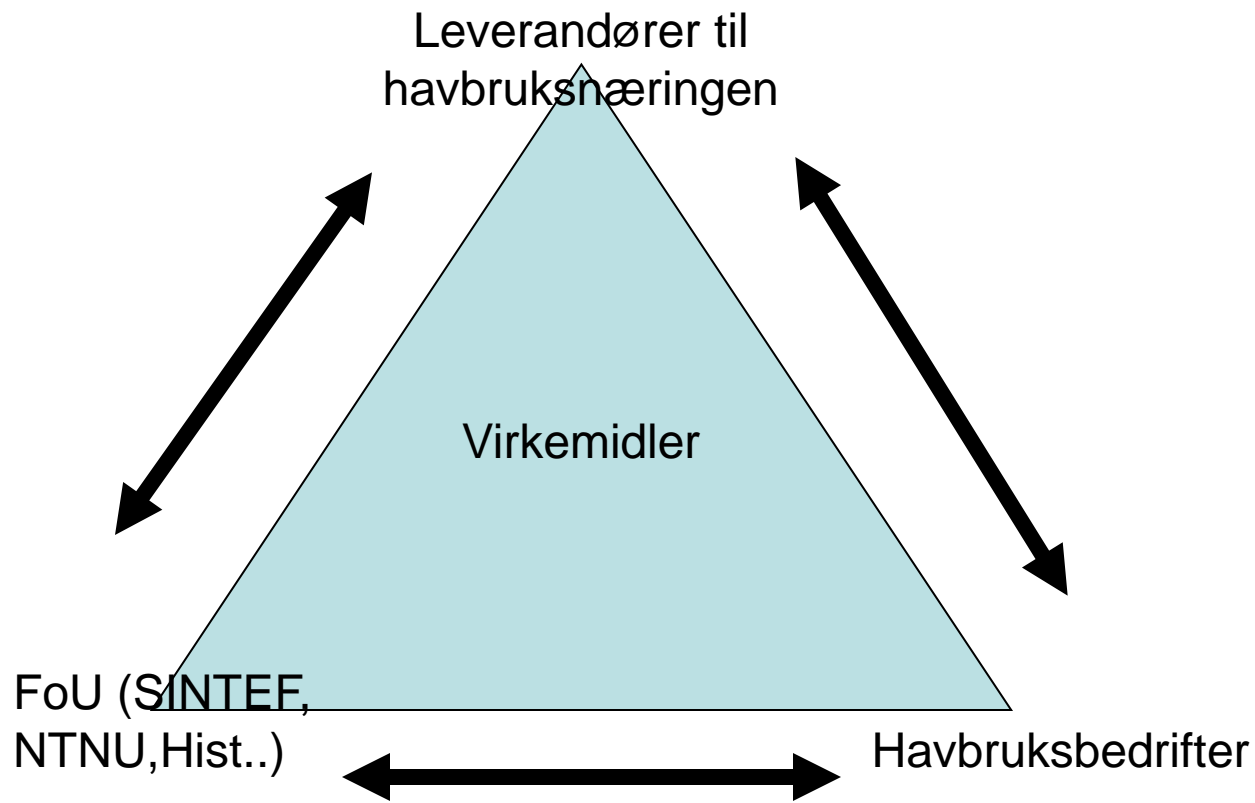 Leverandører til
havbruksnæringen
Virkemidler
FoU (SINTEF,
NTNU,Hist..)
Havbruksbedrifter